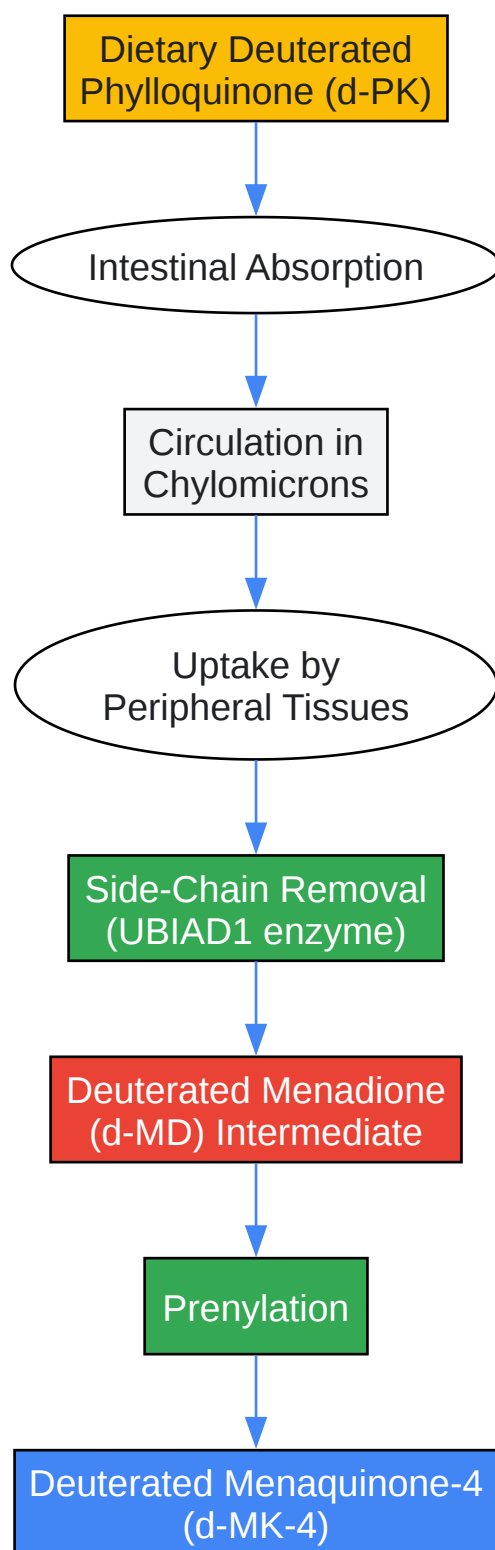 Dietary Deuterated
Phylloquinone (d-PK)
Intestinal Absorption
Circulation in
Chylomicrons
Uptake by
Peripheral Tissues
Side-Chain Removal
(UBIAD1 enzyme)
Deuterated Menadione
(d-MD) Intermediate
Prenylation
Deuterated Menaquinone-4
(d-MK-4)